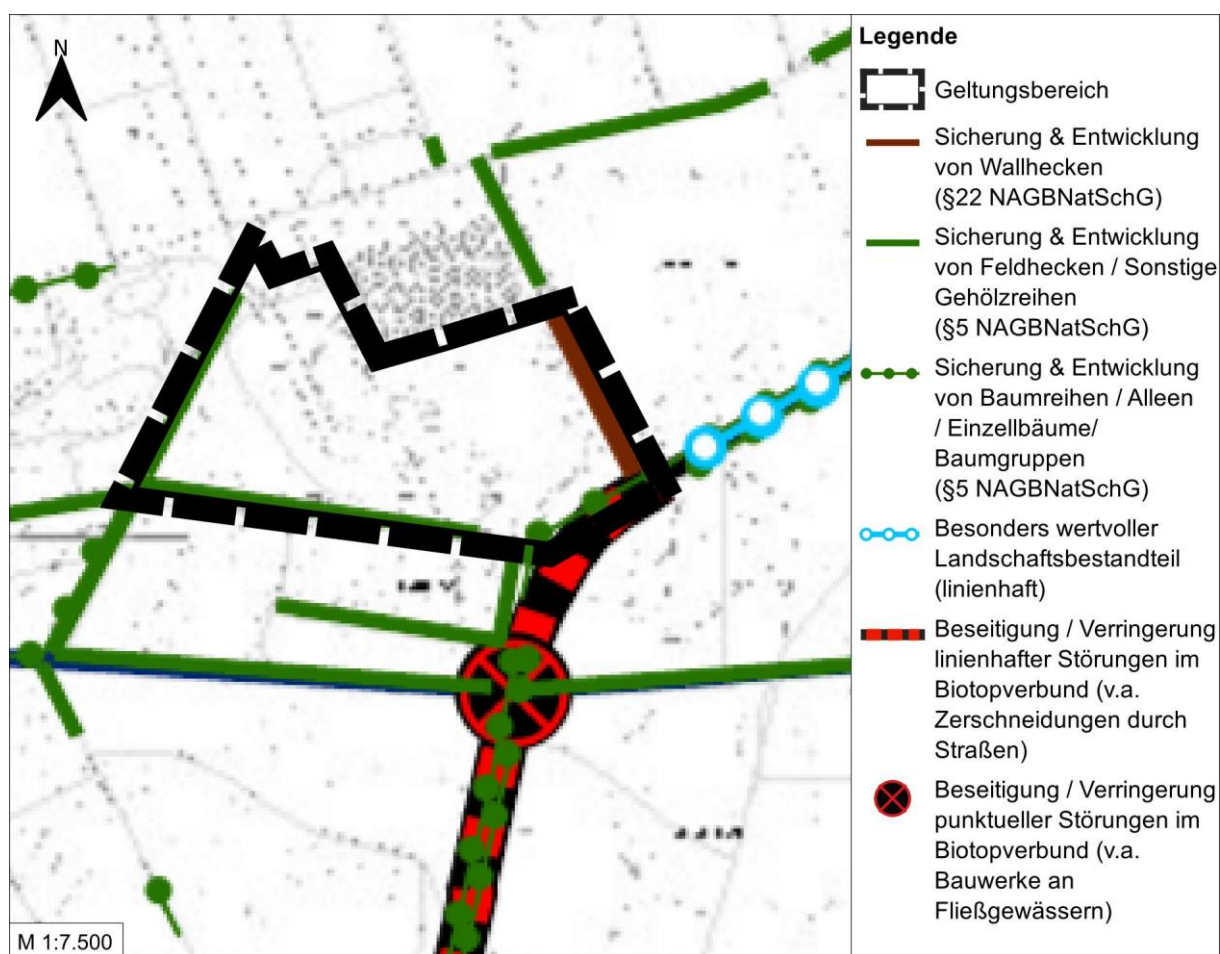 N
M 1:7.500
Legende
Geltungsbereich
Sicherung & Entwicklung
von Wallhecken
(§22 NAGBNatSchG)
Sicherung & Entwicklung
von Feldhecken / Sonstige
Gehölzreihen
(§5 NAGBNatSchG)
Sicherung & Entwicklung
von Baumreihen / Alleen
/ Einzellbäume/
Baumgruppen
(§5 NAGBNatSchG)
Besonders wertvoller
Landschaftsbestandteil
(linienhaft)
Beseitigung / Verringerung
linienhafter Störungen im
Biotopverbund (v.a.
Zerschneidungen durch
Straßen)
Beseitigung / Verringerung
punktueller Störungen im
Biotopverbund (v.a.
Bauwerke an
Fließgewässern)